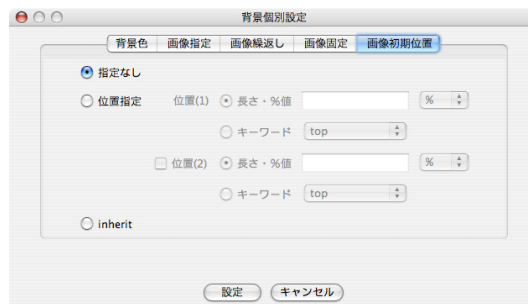 背景個別設定
背景色 画像指定 画像繰返し 画像固定 画像初期位置
指定なし
位置指定 位置(1) 長さ・%値 %
キーワード top
位置(2) 長さ・%値 %
キーワード top
inherit
設定 キャンセル